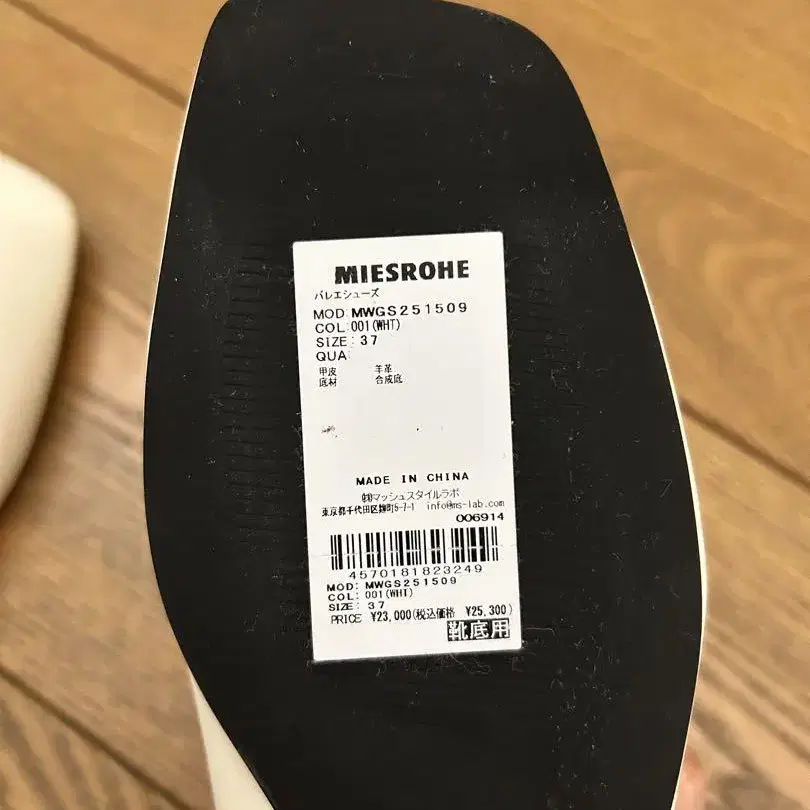 MIESROHE
バレエシューズ
MOD:MWGS251509
COL:001(WHT)
SIZE:37
QUA
甲皮 羊革
底材 合成底
MADE IN CHINA
㈱マッシュスタイルラボ
東京都千代田区麹町5-7-1 info@ms-lab.com
006914
4570181823249
MOD: MWGS251509
COL: 001(WHT)
SIZE: 37
PRICE ¥23,000(税込価格 ¥25,300)
靴底用